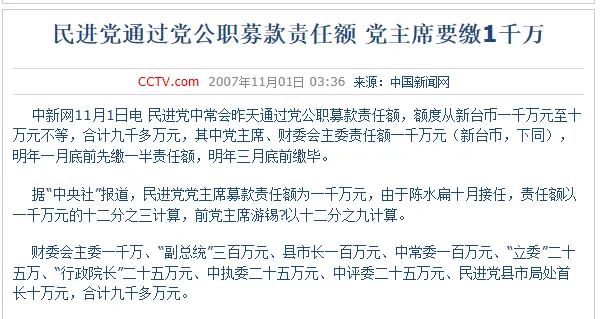 民进党通过党公职募款责任额 党主席要缴1千万
CCTV.com 2007年11月01日 03:36 来源：中国新闻网
中新网11月1日电 民进党中常会昨天通过党公职募款责任额，额度从新台币一千万元至十
万元不等，合计九千多万元，其中党主席、财委会主委责任额一千万元（新台币，下同），
明年一月底前先缴一半责任额，明年三月底前缴毕。
据“中央社”报道，民进党党主席募款责任额为一千万元，由于陈水扁十月接任，责任额以
一千万元的十二分之三计算，前党主席游锡?以十二分之九计算。
财委会主委一千万、“副总统”三百万元、县市长一百万元、中常委一百万元、“立委”二十
五万、“行政院长”二十五万元、中执委二十五万元、中评委二十五万元、民进党县市局处首
长十万元，合计九千多万元。